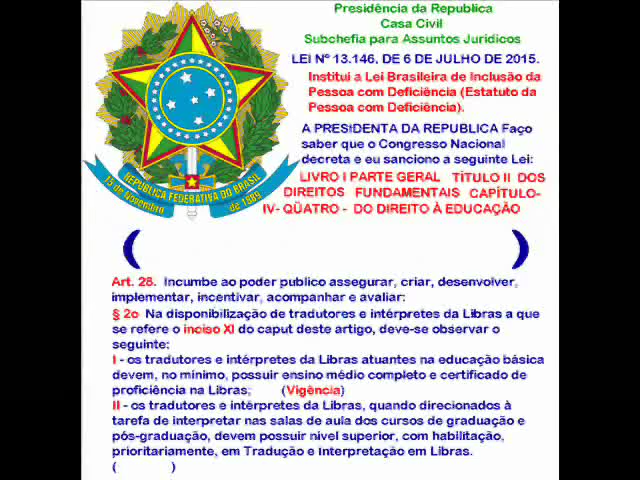 Presidência da Republica
Casa Civil
Subchefia para Assuntos Juridicos
LEI Nº 13.146, DE 6 DE JULHO DE 2015.
Institui a Lei Brasileira de Inclusão da
Pessoa com Deficiência (Estatuto da
Pessoa com Deficiência).
A PRESIDENTA DA REPUBLICA Faço
saber que o Congresso Nacional
decreta e eu sanciono a seguinte Lei:
LIVRO I PARTE GERAL TÍTULO II DOS
DIREITOS FUNDAMENTAIS CAPÍTULO-
IV- QÜATRO - DO DIREITO À EDUCAÇÃO
REPÚBLICA FEDERATIVA DO BRASIL
15 de Novembro de 1889
( )
Art. 28. Incumbe ao poder publico assegurar, criar, desenvolver,
implementar, incentivar, acompanhar e avaliar:
§ 2o Na disponibilização de tradutores e intérpretes da Libras a que
se refere o inciso XI do caput deste artigo, deve-se observar o
seguinte:
I - os tradutores e intérpretes da Libras atuantes na educação básica
devem, no mínimo, possuir ensino médio completo e certificado de
proficiência na Libras; (Vigência)
II - os tradutores e intérpretes da Libras, quando direcionados à
tarefa de interpretar nas salas de aula dos cursos de graduação e
pós-graduação, devem possuir nível superior, com habilitação,
prioritariamente, em Tradução e Interpretação em Libras.
( )